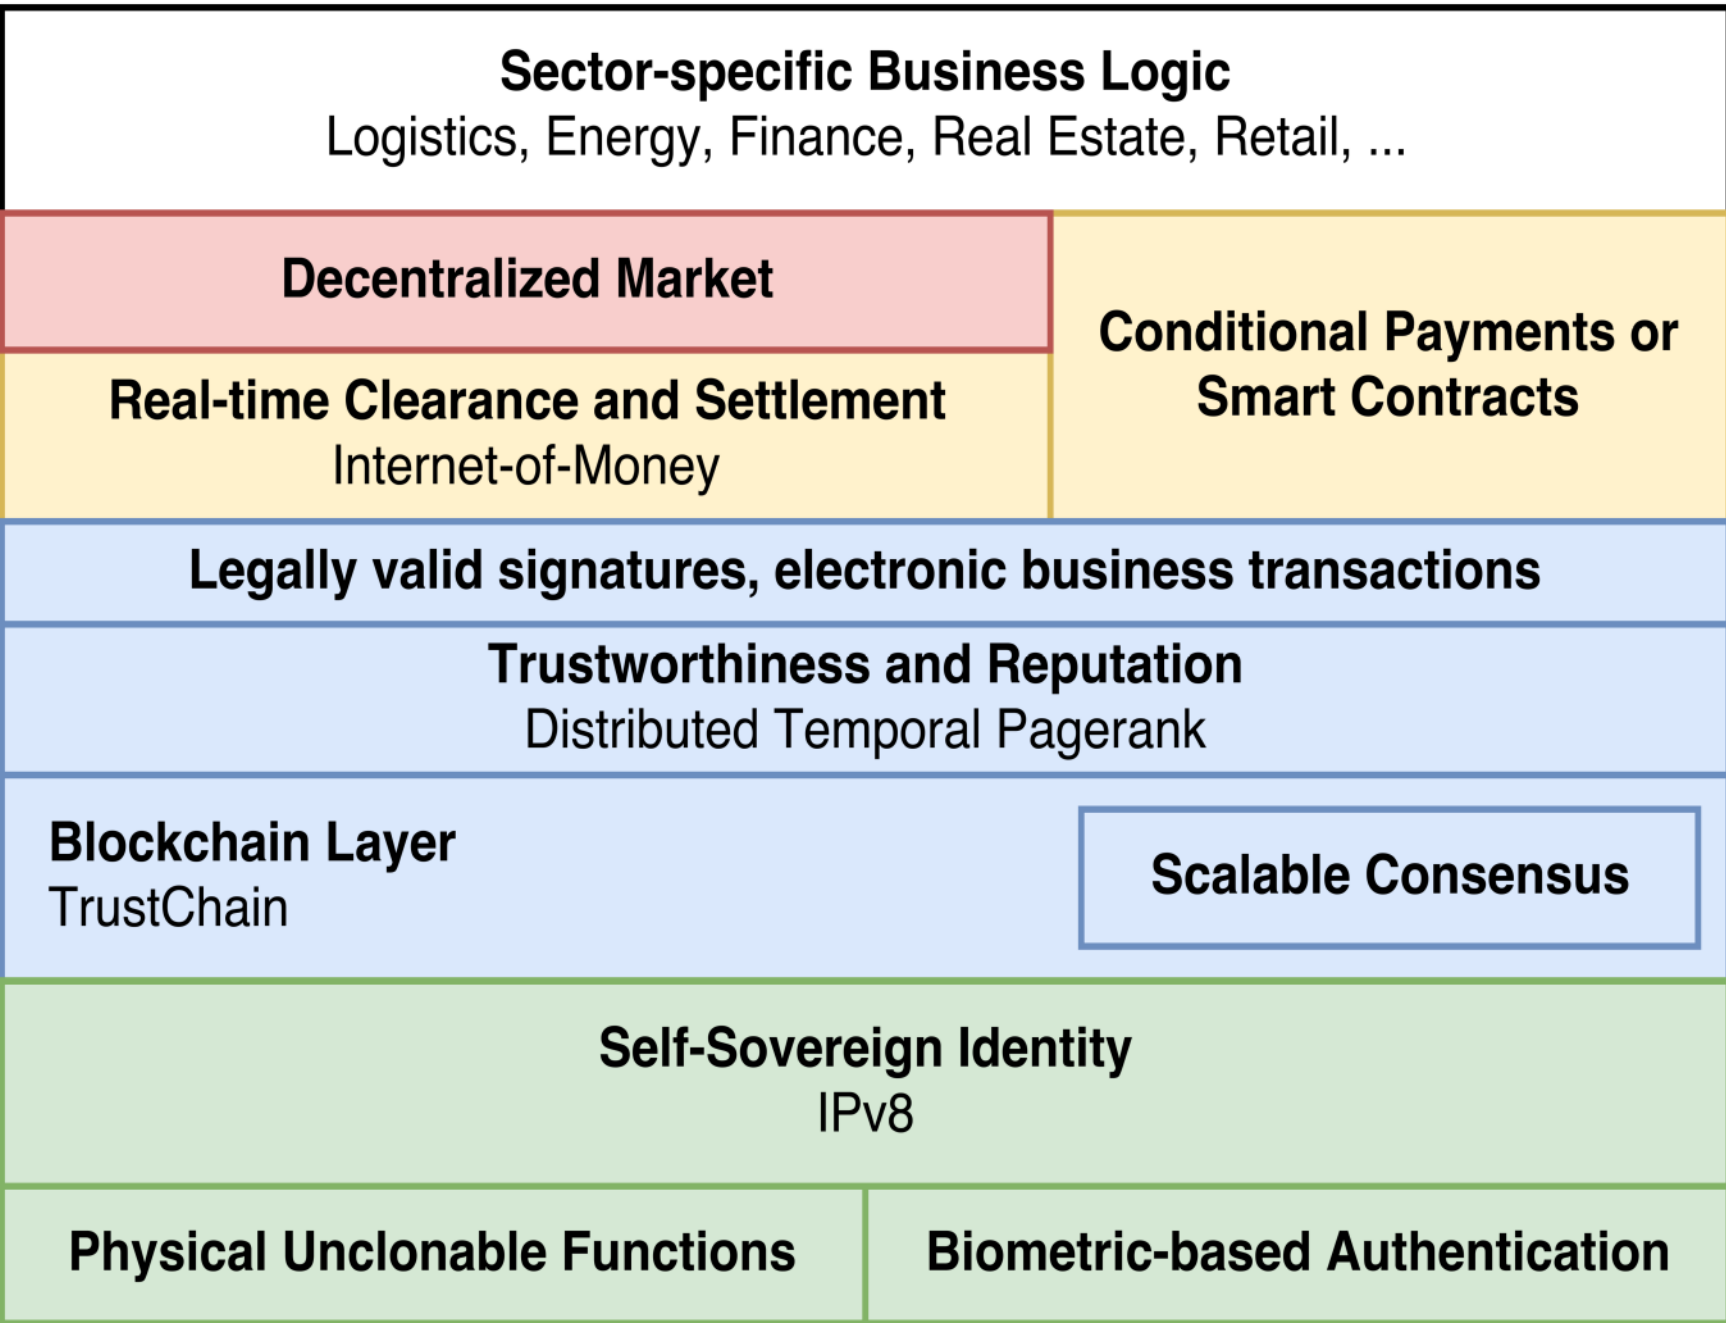 Sector-specific Business Logic
Logistics, Energy, Finance, Real Estate, Retail, ...
Decentralized Market
Real-time Clearance and Settlement
Internet-of-Money
Conditional Payments or
Smart Contracts
Legally valid signatures, electronic business transactions
Trustworthiness and Reputation
Distributed Temporal Pagerank
Blockchain Layer
TrustChain
Scalable Consensus
Self-Sovereign Identity
IPv8
Physical Unclonable Functions
Biometric-based Authentication